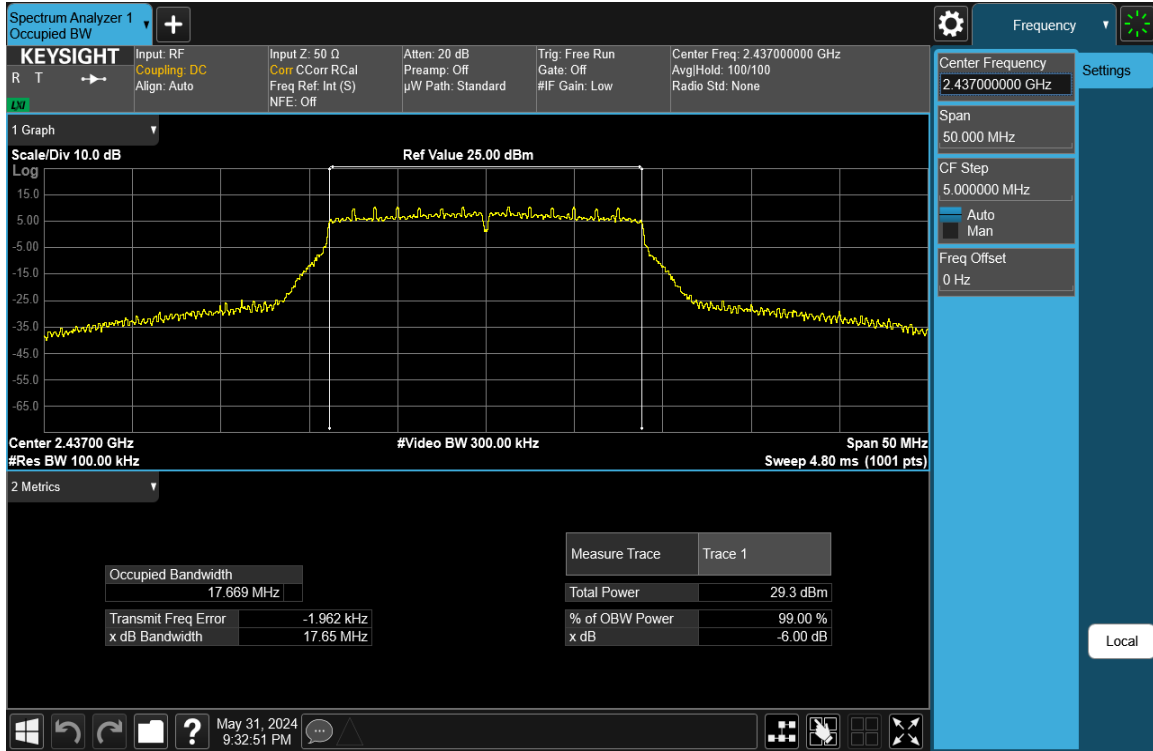 Spectrum Analyzer 1
Occupied BW
Frequency
KEYSIGHT
R T
LXI
Input: RF
Coupling: DC
Align: Auto
Input Z: 50 Ω
Corr CCorr RCal
Freq Ref: Int (S)
NFE: Off
Atten: 20 dB
Preamp: Off
µW Path: Standard
Trig: Free Run
Gate: Off
#IF Gain: Low
Center Freq: 2.437000000 GHz
Avg|Hold: 100/100
Radio Std: None
Center Frequency
2.437000000 GHz
Settings
Span
50.000 MHz
CF Step
5.000000 MHz
Auto
Man
Freq Offset
0 Hz
Local
1 Graph
Scale/Div 10.0 dB
Ref Value 25.00 dBm
Log
15.0
5.00
-5.00
-15.0
-25.0
-35.0
-45.0
-55.0
-65.0
Center 2.43700 GHz
#Video BW 300.00 kHz
Span 50 MHz
#Res BW 100.00 kHz
Sweep 4.80 ms (1001 pts)
2 Metrics
Measure Trace Trace 1
Occupied Bandwidth
17.669 MHz
Total Power 29.3 dBm
Transmit Freq Error -1.962 kHz
% of OBW Power 99.00 %
x dB Bandwidth 17.65 MHz
x dB -6.00 dB
?
May 31, 2024
9:32:51 PM